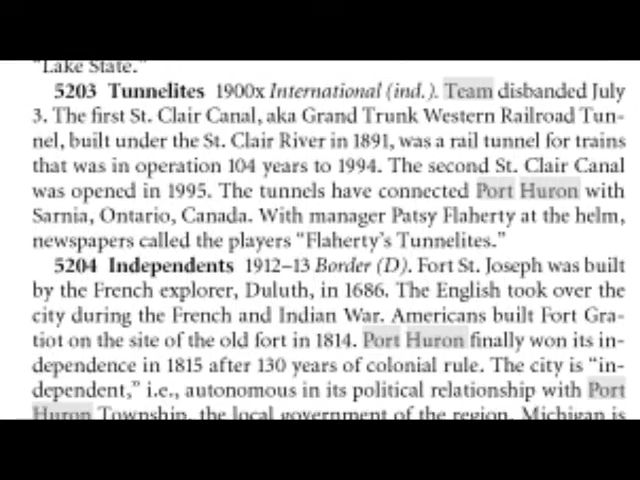 "Lake State."
5203 Tunnelites 1900x International (ind.). Team disbanded July
3. The first St. Clair Canal, aka Grand Trunk Western Railroad Tun-
nel, built under the St. Clair River in 1891, was a rail tunnel for trains
that was in operation 104 years to 1994. The second St. Clair Canal
was opened in 1995. The tunnels have connected Port Huron with
Sarnia, Ontario, Canada. With manager Patsy Flaherty at the helm,
newspapers called the players "Flaherty's Tunnelites."
5204 Independents 1912–13 Border (D). Fort St. Joseph was built
by the French explorer, Duluth, in 1686. The English took over the
city during the French and Indian War. Americans built Fort Gra-
tiot on the site of the old fort in 1814. Port Huron finally won its in-
dependence in 1815 after 130 years of colonial rule. The city is "in-
dependent," i.e., autonomous in its political relationship with Port
Huron Township, the local government of the region. Michigan is